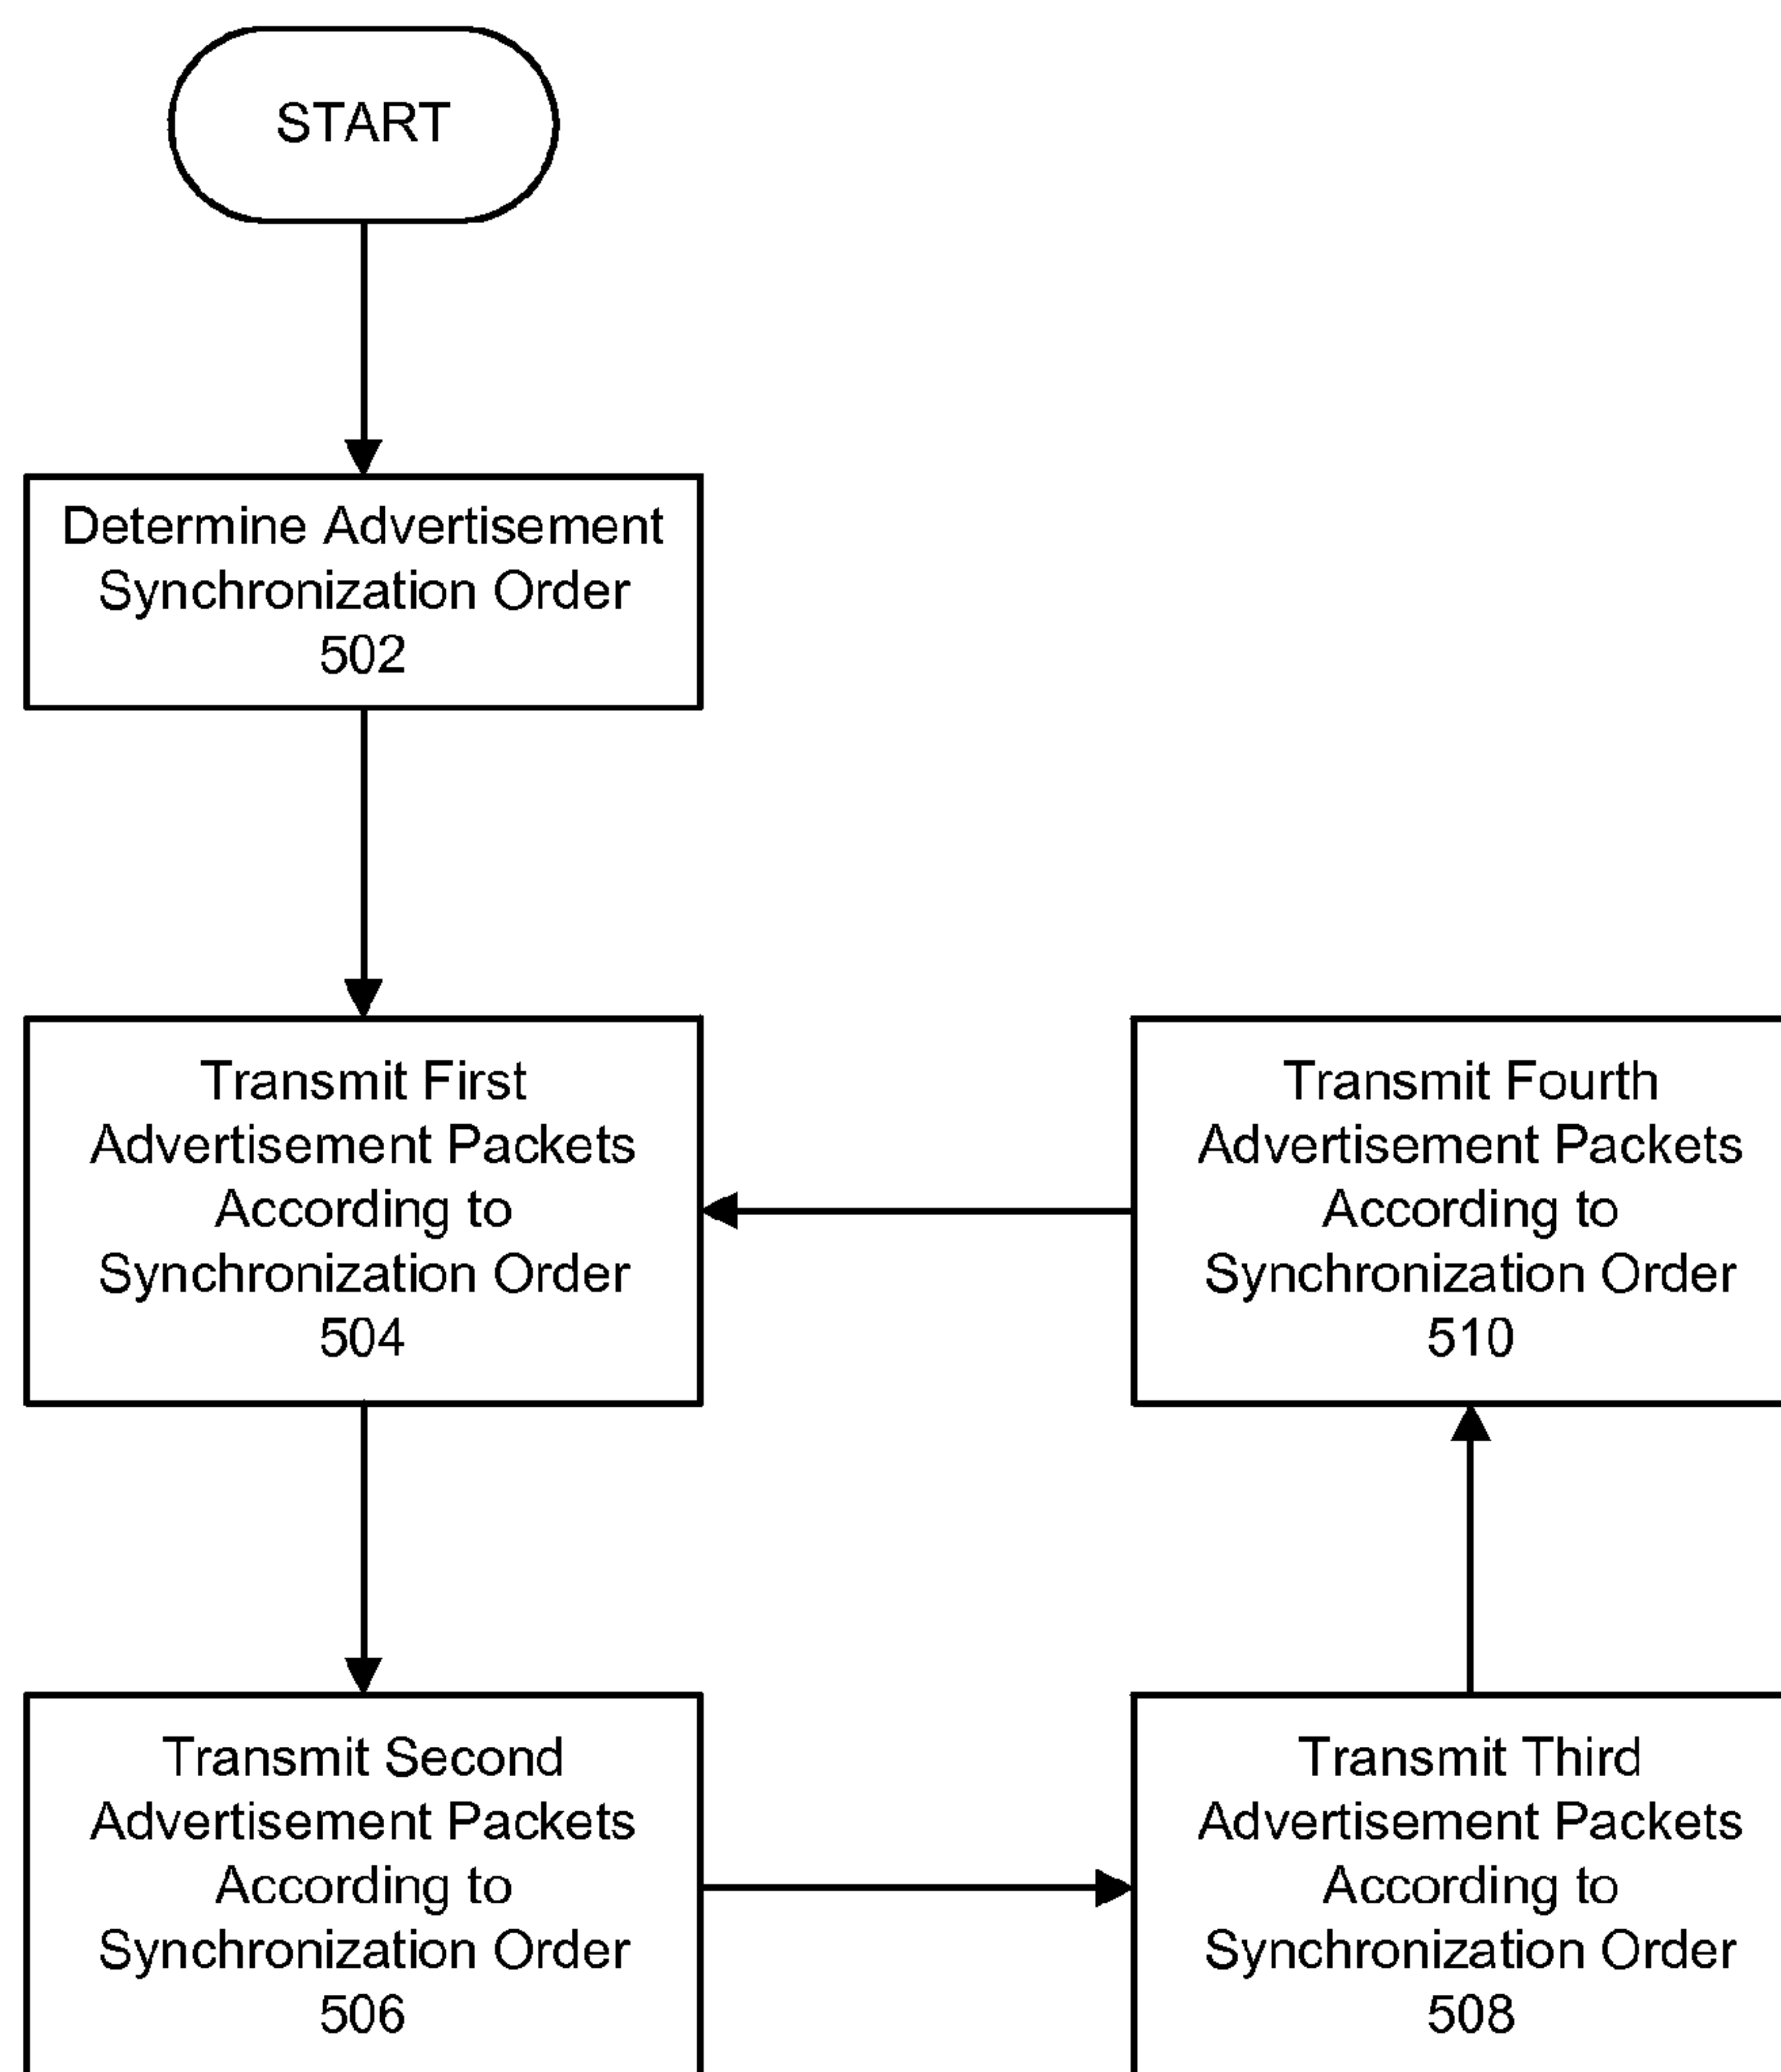 START
Determine Advertisement
Synchronization Order
502
Transmit First
Advertisement Packets
According to
Synchronization Order
504
Transmit Fourth
Advertisement Packets
According to
Synchronization Order
510
Transmit Second
Advertisement Packets
According to
Synchronization Order
506
Transmit Third
Advertisement Packets
According to
Synchronization Order
508